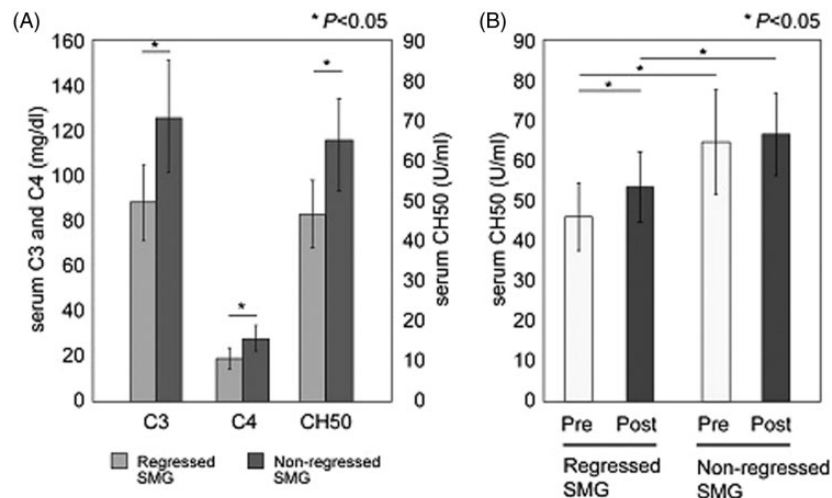 (A)
* P<0.05
serum C3 and C4 (mg/dl)
160
140
120
100
80
60
40
20
0
*
*
*
C3 C4 CH50
90
80
70
60
50
40
30
20
10
0
serum CH50 (U/ml)
Regressed
SMG
Non-regressed
SMG
(B)
* P<0.05
serum CH50 (U/ml)
90
80
70
60
50
40
30
20
10
0
*
*
*
Pre Post Pre Post
Regressed
SMG
Non-regressed
SMG